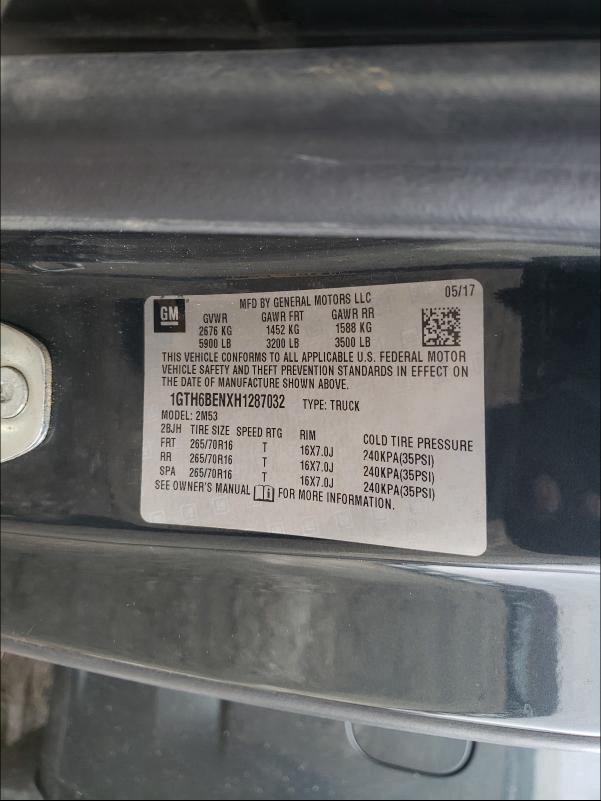 GM
MFD BY GENERAL MOTORS LLC 05/17
GVWR GAWR FRT GAWR RR
2676 KG 1452 KG 1588 KG
5900 LB 3200 LB 3500 LB
THIS VEHICLE CONFORMS TO ALL APPLICABLE U.S. FEDERAL MOTOR
VEHICLE SAFETY AND THEFT PREVENTION STANDARDS IN EFFECT ON
THE DATE OF MANUFACTURE SHOWN ABOVE.
1GTH6BENXH1287032 TYPE: TRUCK
MODEL: 2M53
2BJH TIRE SIZE SPEED RTG RIM COLD TIRE PRESSURE
FRT 265/70R16 T 16X7.0J 240KPA(35PSI)
RR 265/70R16 T 16X7.0J 240KPA(35PSI)
SPA 265/70R16 T 16X7.0J 240KPA(35PSI)
SEE OWNER'S MANUAL i FOR MORE INFORMATION.